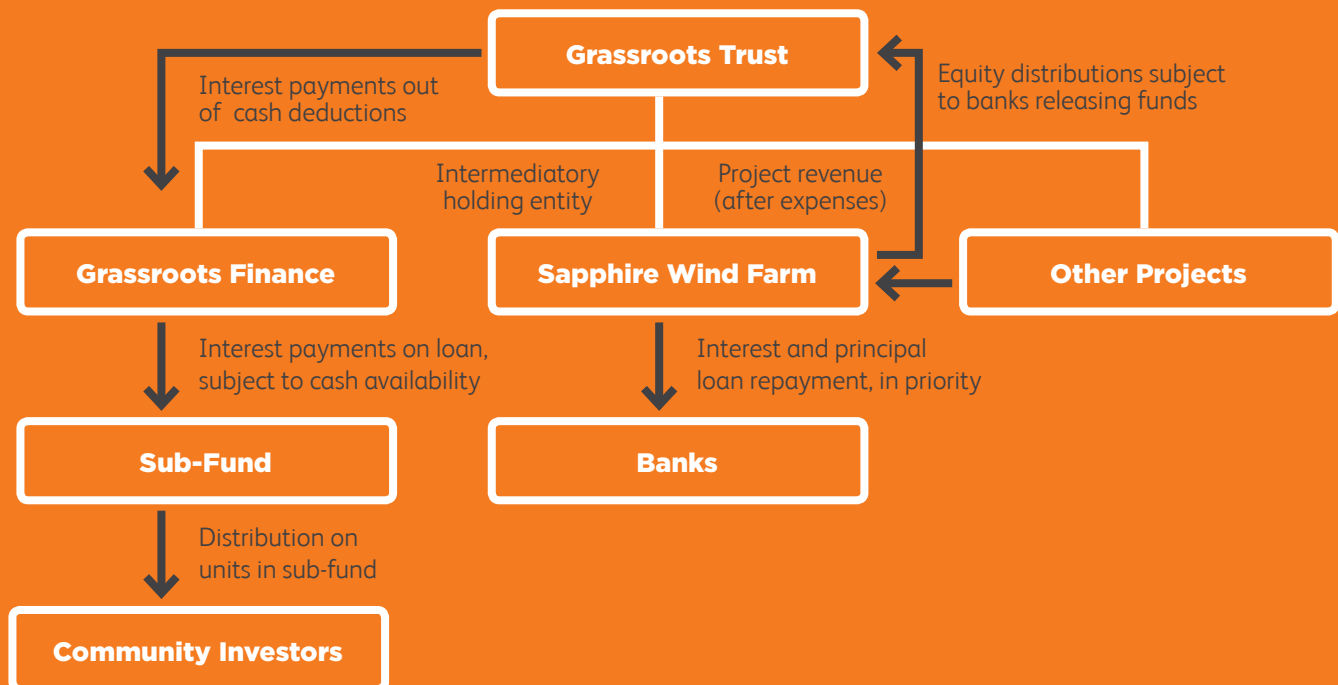 Grassroots Trust
Interest payments out
of cash deductions
Equity distributions subject
to banks releasing funds
Intermediatory
holding entity
Project revenue
(after expenses)
Grassroots Finance
Sapphire Wind Farm
Other Projects
Interest payments on loan,
subject to cash availability
Interest and principal
loan repayment, in priority
Sub-Fund
Banks
Distribution on
units in sub-fund
Community Investors